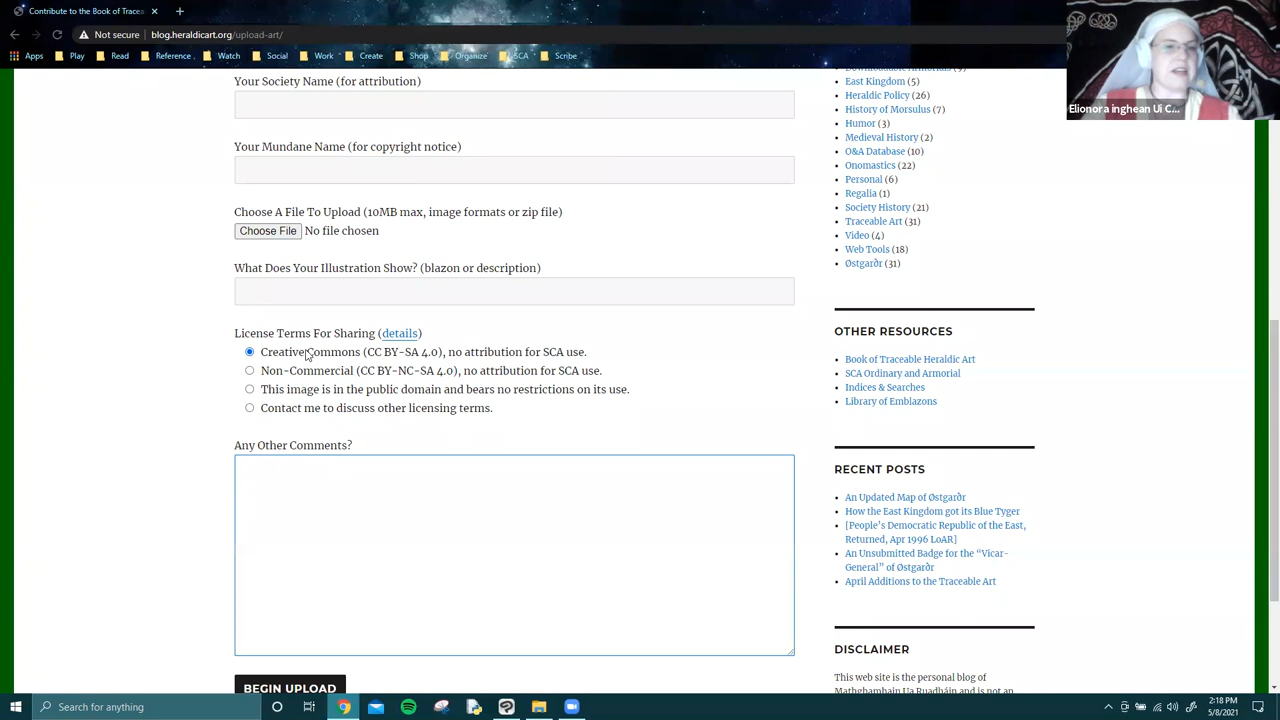 Contribute to the Book of Tracea
Not secure | blog.heraldicart.org/upload-art/
Apps Play Read Reference Watch Social Work Create Shop Organize SCA Scribe
Elionora inghean Ui C...
Your Society Name (for attribution)
Your Mundane Name (for copyright notice)
Choose A File To Upload (10MB max, image formats or zip file)
Choose File No file chosen
What Does Your Illustration Show? (blazon or description)
License Terms For Sharing (details)
Creative Commons (CC BY-SA 4.0), no attribution for SCA use.
Non-Commercial (CC BY-NC-SA 4.0), no attribution for SCA use.
This image is in the public domain and bears no restrictions on its use.
Contact me to discuss other licensing terms.
Any Other Comments?
BEGIN UPLOAD
East Kingdom (5)
Heraldic Policy (26)
History of Morsulus (7)
Humor (3)
Medieval History (2)
O&A Database (10)
Onomastics (22)
Personal (6)
Regalia (1)
Society History (21)
Traceable Art (31)
Video (4)
Web Tools (18)
Østgarðr (31)
OTHER RESOURCES
Book of Traceable Heraldic Art
SCA Ordinary and Armorial
Indices & Searches
Library of Emblazons
RECENT POSTS
An Updated Map of Østgarðr
How the East Kingdom got its Blue Tyger
[People's Democratic Republic of the East,
Returned, Apr 1996 LoAR]
An Unsubmitted Badge for the “Vicar-
General” of Østgarðr
April Additions to the Traceable Art
DISCLAIMER
This web site is the personal blog of
Mathghamhain Ua Ruadháin and is not an
Search for anything
2:18 PM
5/8/2021